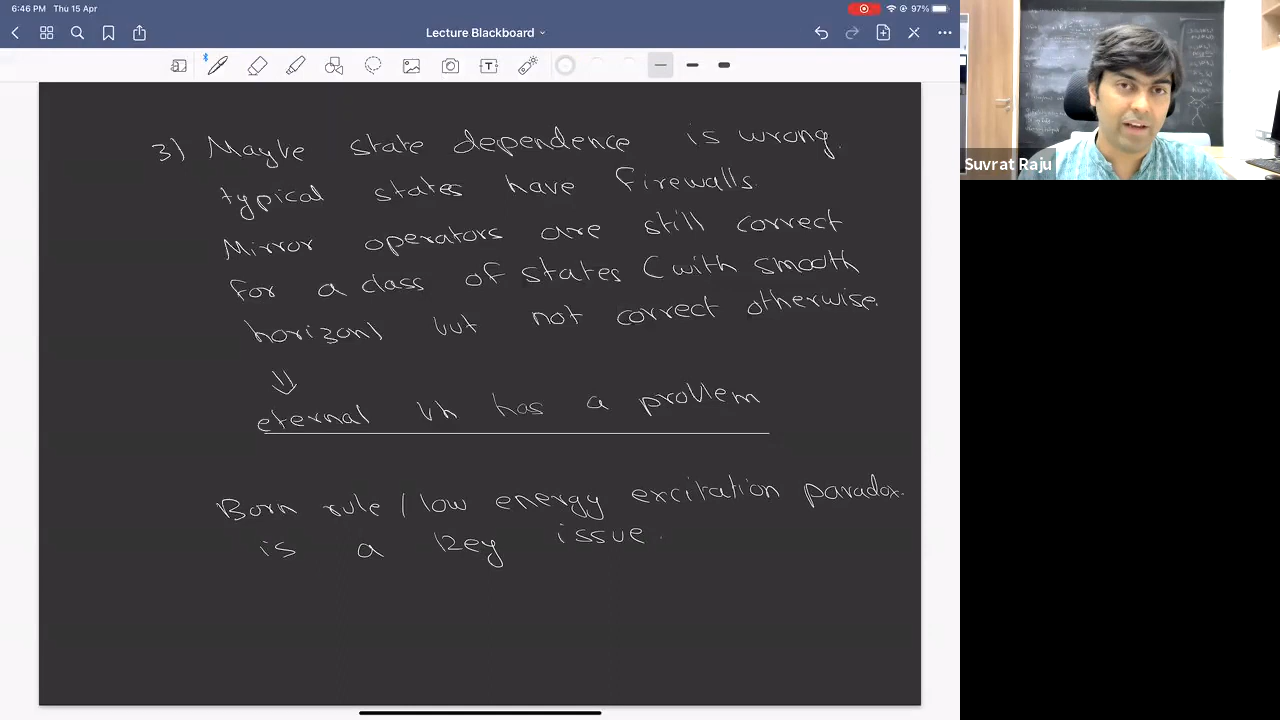 6:46 PM Thu 15 Apr
97%
Lecture Blackboard
3) Maybe state dependence is wrong.
typical states have firewalls.
Mirror operators are still correct
for a class of states (with smooth
horizon) but not correct otherwise.
⇓
eternal bh has a problem
Born rule / low energy excitation paradox.
is a key issue.
Suvrat Raju